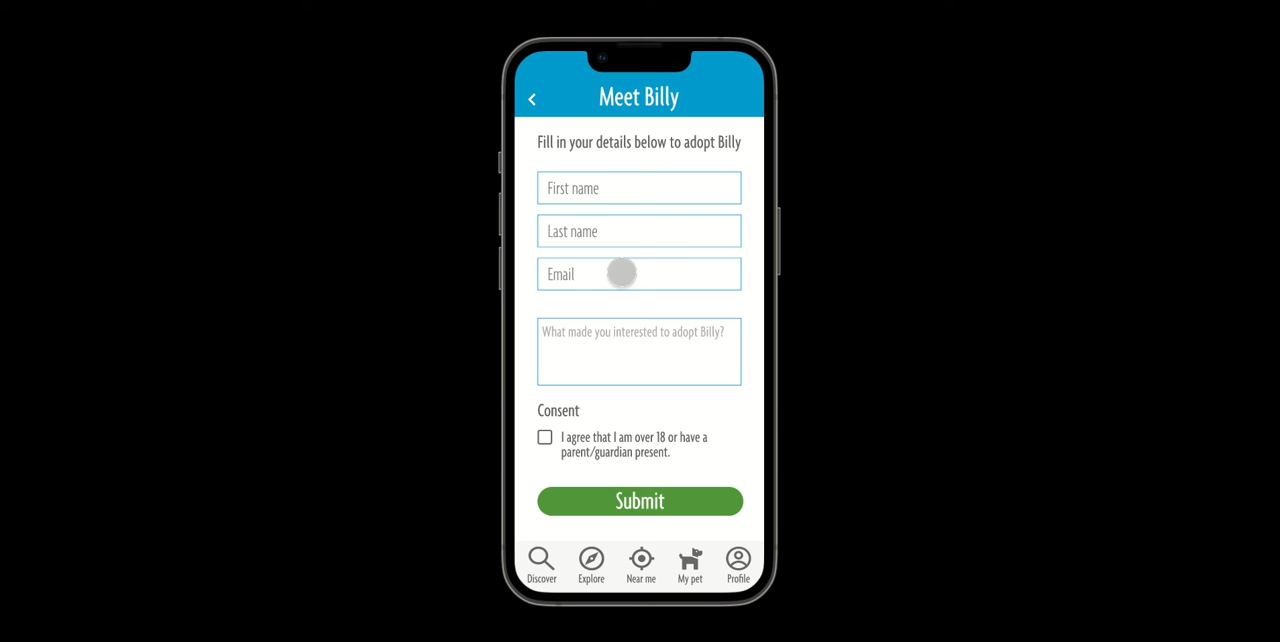 Meet Billy
Fill in your details below to adopt Billy
First name
Last name
Email
What made you interested to adopt Billy?
Consent
I agree that I am over 18 or have a
parent/guardian present.
Submit
Discover
Explore
Near me
My pet
Profile